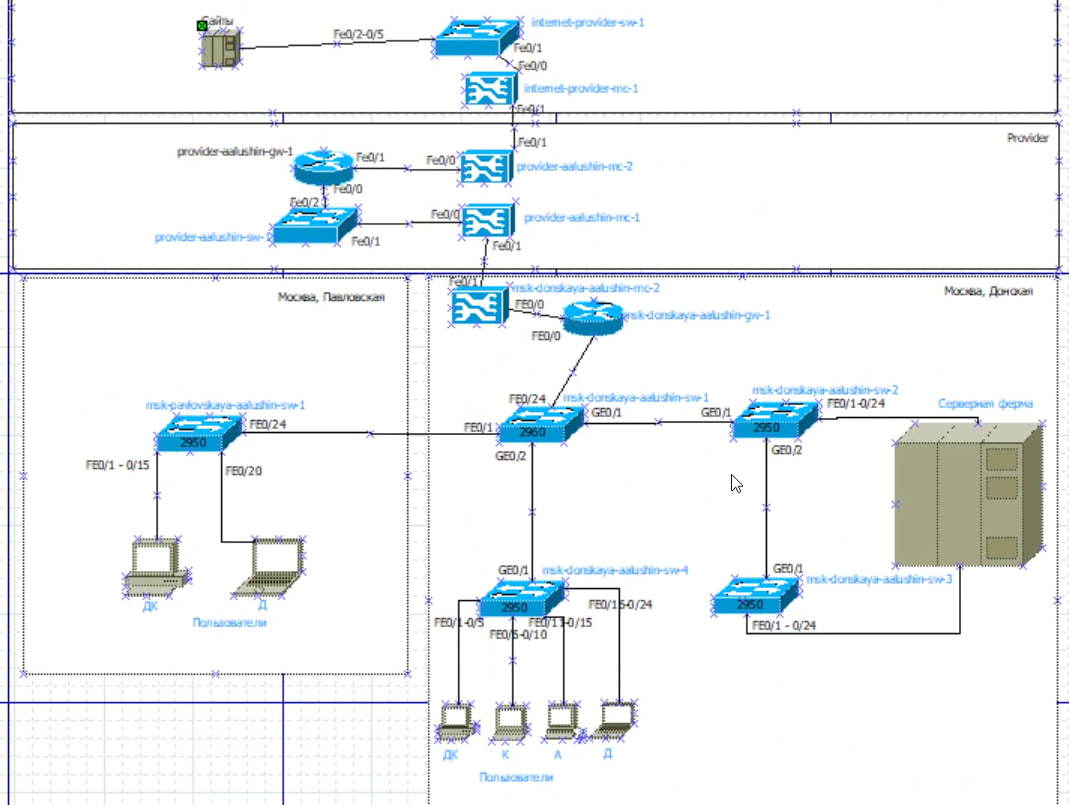 Сайты
internet-provider-sw-1
Fe0/2-0/5
Fe0/1
Fe0/0
internet-provider-mc-1
Fe0/1
Provider
Fe0/1
provider-aalushin-gw-1
Fe0/1
Fe0/0
provider-aalushin-mc-2
Fe0/0
Fe0/2
Fe0/0
provider-aalushin-mc-1
provider-aalushin-sw-1
Fe0/1
Fe0/1
Москва, Павловская
Fe0/1
msk-donskaya-aalushin-mc-2
Москва, Донская
FE0/0
msk-donskaya-aalushin-gw-1
FE0/0
msk-pavlovskaya-aalushin-sw-1
FE0/24
2950
FE0/1 - 0/15
FE0/20
ДК
Д
Пользователи
FE0/24
msk-donskaya-aalushin-sw-1
FE0/1
2960
GE0/1
GE0/2
msk-donskaya-aalushin-sw-2
GE0/1
2950
FE0/1-0/24
GE0/2
Серверная ферма
GE0/1
msk-donskaya-aalushin-sw-4
2950
FE0/1-0/5
FE0/6-0/10
FE0/11-0/15
FE0/16-0/24
GE0/1
msk-donskaya-aalushin-sw-3
2950
FE0/1 - 0/24
ДК
К
А
Д
Пользователи